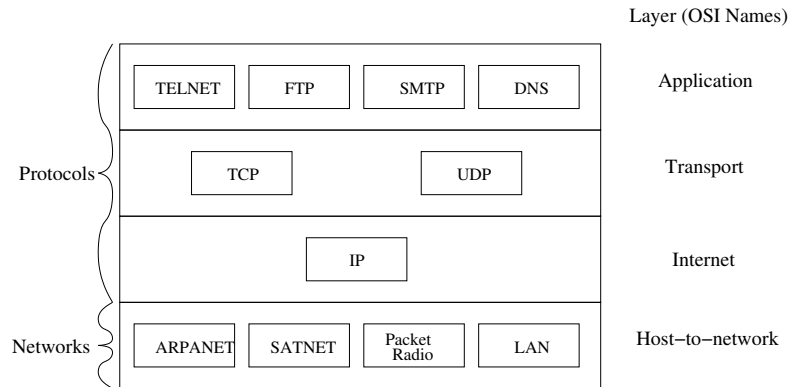 Layer (OSI Names)
TELNET FTP SMTP DNS Application
Protocols TCP UDP Transport
IP Internet
Networks ARPANET SATNET Packet Radio LAN Host−to−network